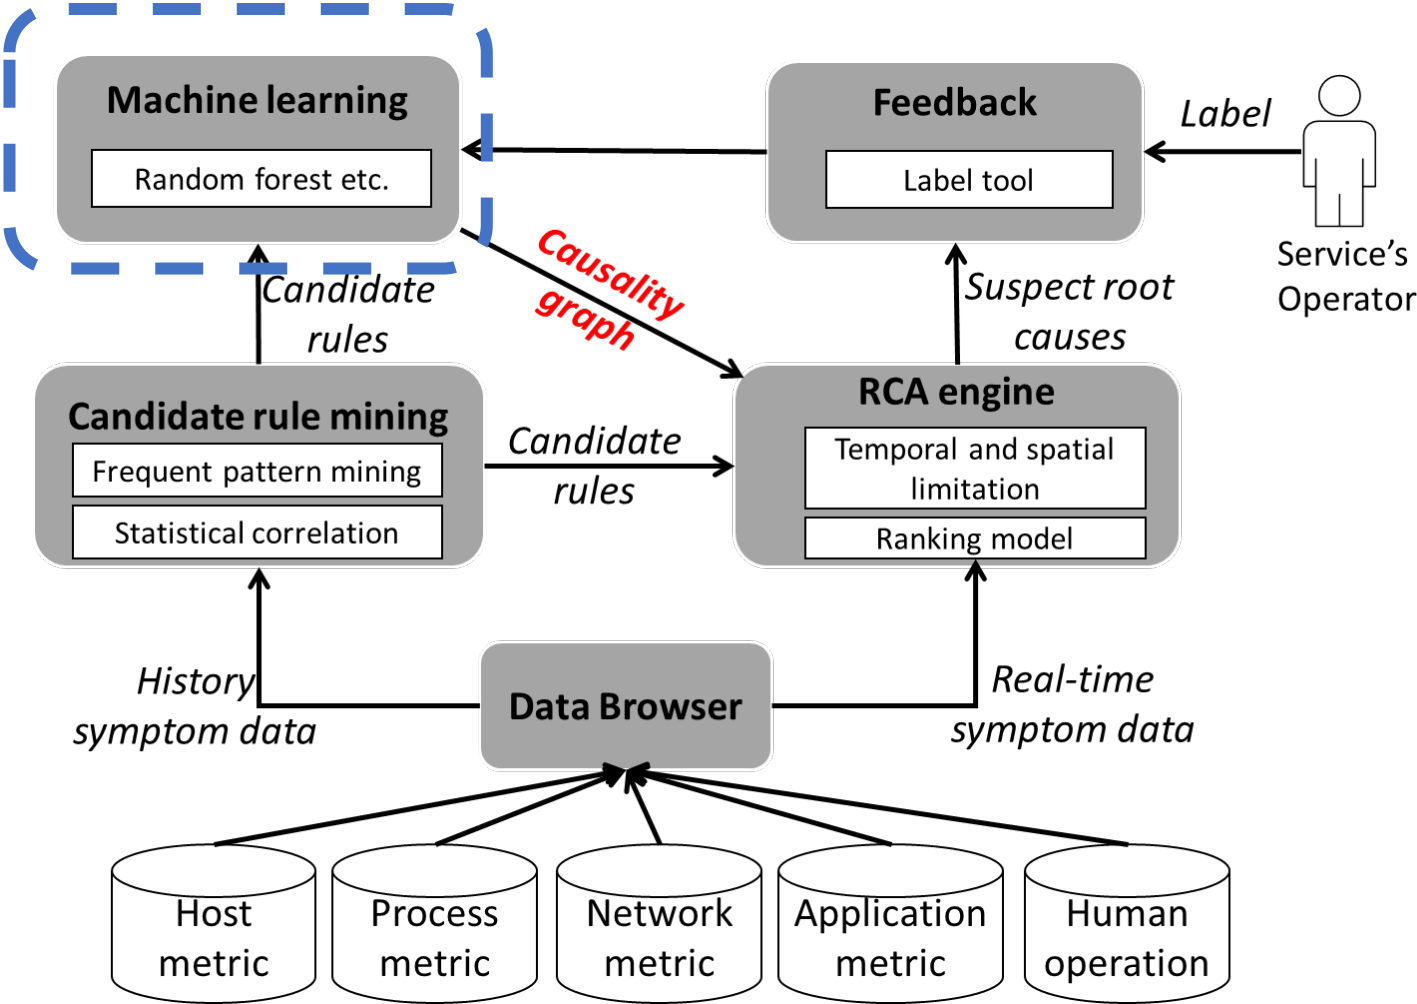 Machine learning
Random forest etc.
Feedback
Label tool
Label
Service's
Operator
Candidate
rules
Causality
graph
Suspect root
causes
Candidate rule mining
Frequent pattern mining
Statistical correlation
Candidate
rules
RCA engine
Temporal and spatial
limitation
Ranking model
History
symptom data
Data Browser
Real-time
symptom data
Host
metric
Process
metric
Network
metric
Application
metric
Human
operation